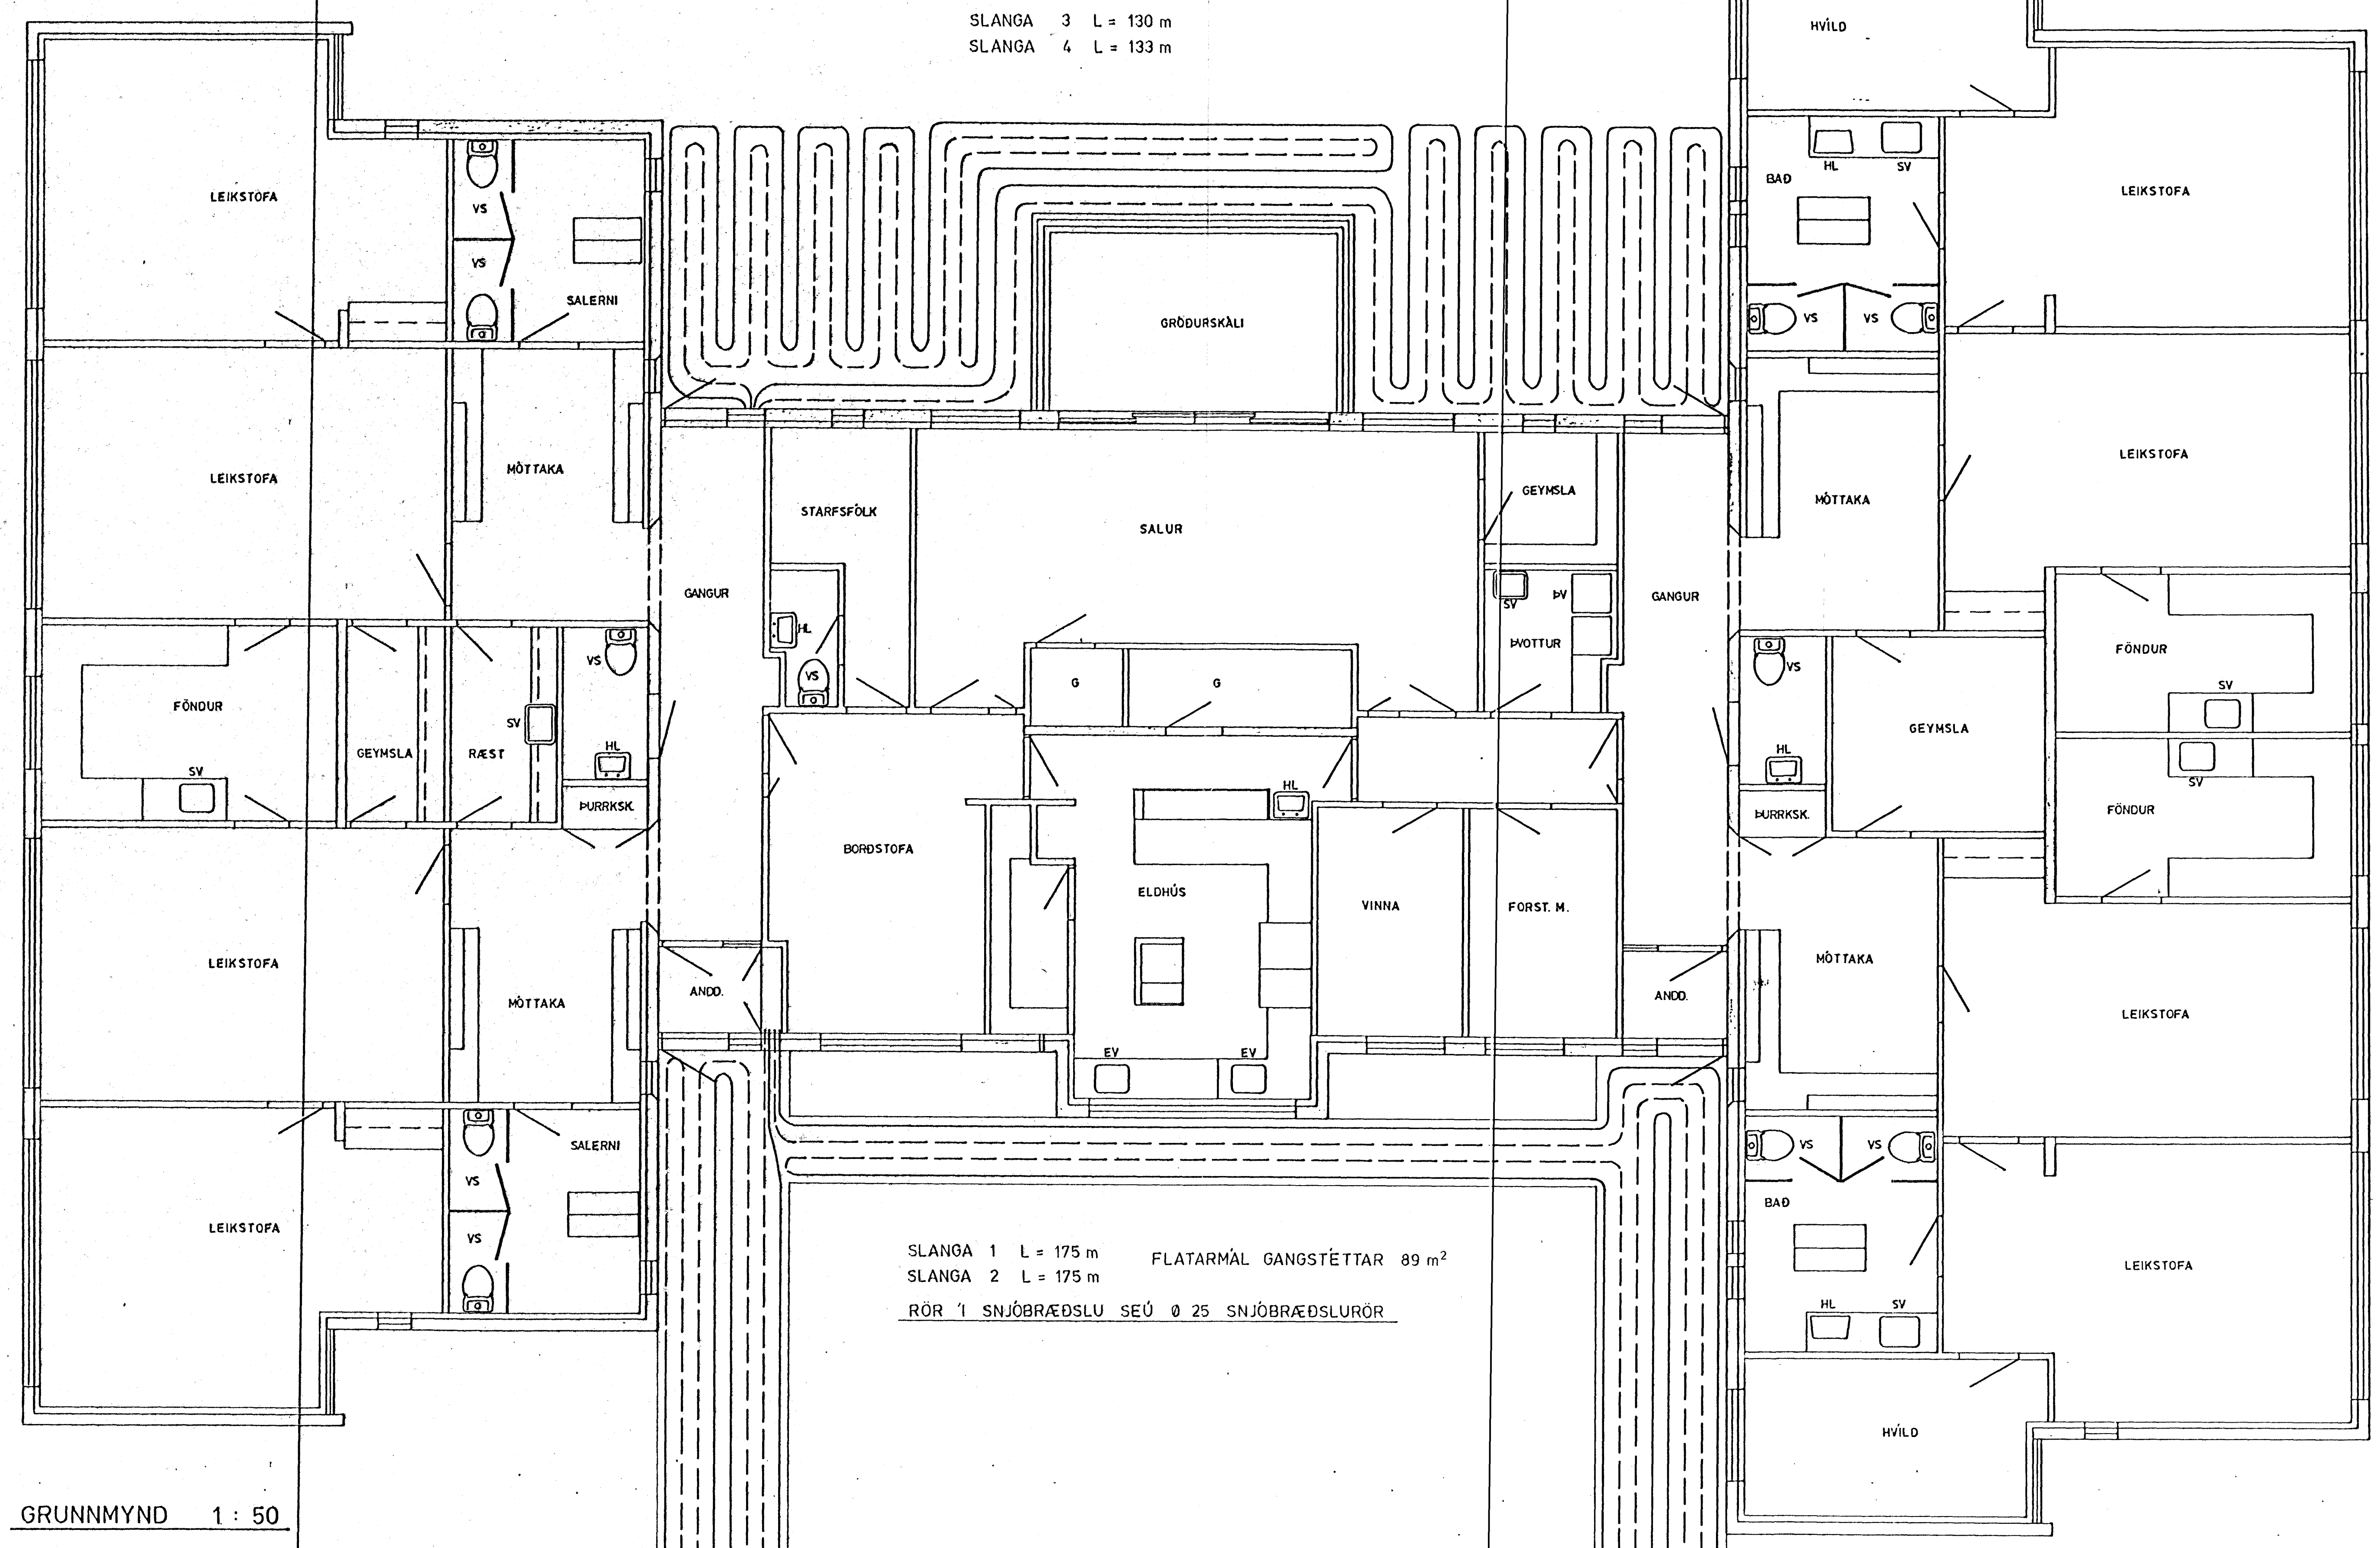 SLANGA 3 L = 130 m
SLANGA 4 L = 133 m
HVÍLD
HL
SV
BAÐ
LEIKSTOFA
LEIKSTOFA
VS
VS
SALERNI
VS
VS
GRÓÐURSKÁLI
LEIKSTOFA
MÓTTAKA
LEIKSTOFA
STARFSFÓLK
SALUR
GEYMSLA
MÓTTAKA
GANGUR
SV
ÞV
GANGUR
HL
ÞVOTTUR
VS
VS
G
G
VS
FÖNDUR
FÖNDUR
SV
GEYMSLA
RÆST
SV
HL
GEYMSLA
SV
HL
SV
ÞURRKSK.
HL
ÞURRKSK.
FÖNDUR
BORÐSTOFA
ELDHÚS
VINNA
FORST. M.
LEIKSTOFA
MÓTTAKA
ANDD.
ANDD.
MÓTTAKA
LEIKSTOFA
EV
EV
SALERNI
VS
VS
VS
VS
BAÐ
LEIKSTOFA
LEIKSTOFA
HL
SV
SLANGA 1 L = 175 m
FLATARMÁL GANGSTÉTTAR 89 m²
SLANGA 2 L = 175 m
RÖR Í SNJÓBRÆÐSLU SÉU Ø 25 SNJÓBRÆÐSLURÖR
HVÍLD
GRUNNMYND 1 : 50